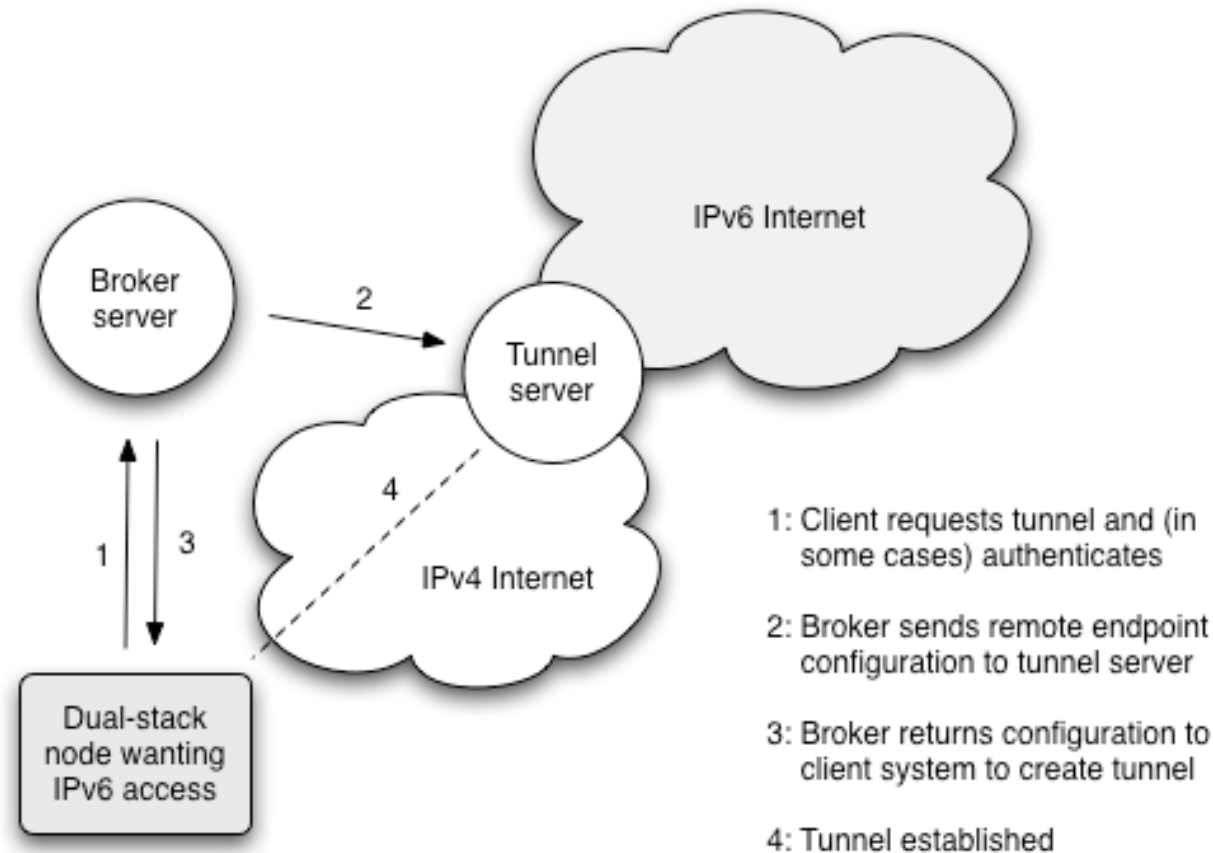 IPv6 Internet
Broker
server
2
Tunnel
server
4
1
3
IPv4 Internet
Dual-stack
node wanting
IPv6 access
1: Client requests tunnel and (in
some cases) authenticates
2: Broker sends remote endpoint
configuration to tunnel server
3: Broker returns configuration to
client system to create tunnel
4: Tunnel established